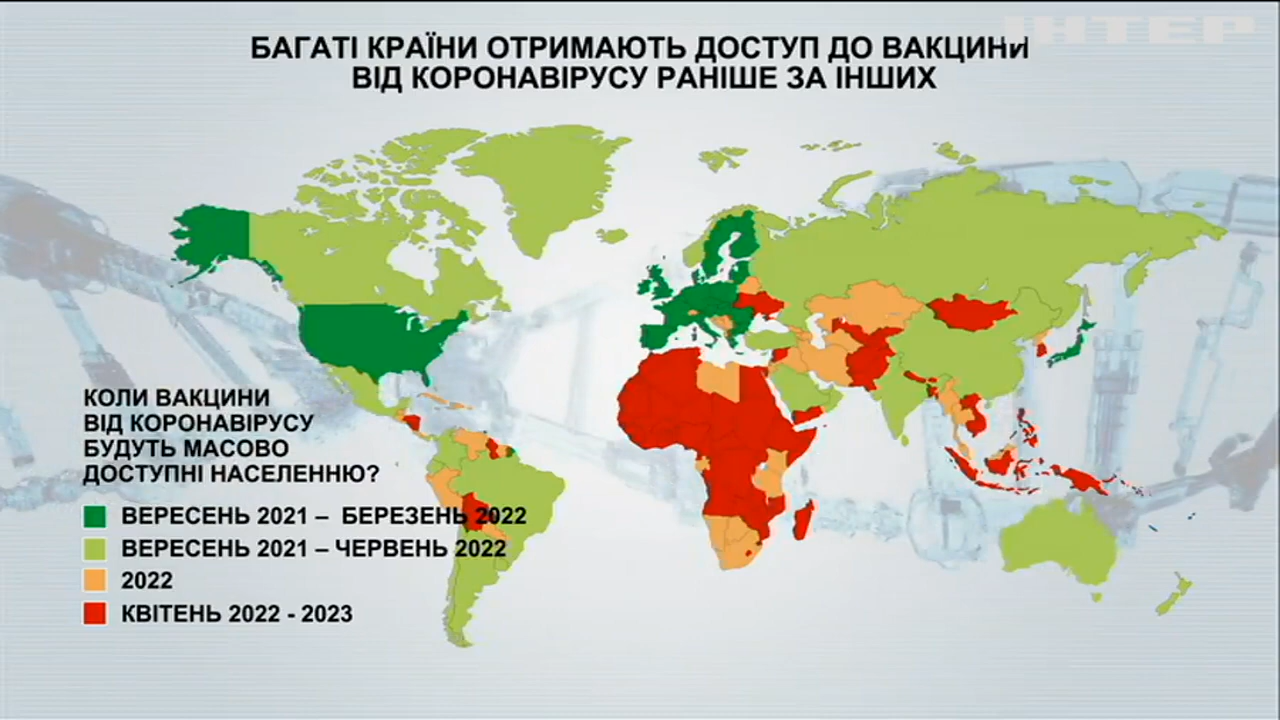 ІНТЕР
БАГАТІ КРАЇНИ ОТРИМАЮТЬ ДОСТУП ДО ВАКЦИНИ
ВІД КОРОНАВІРУСУ РАНІШЕ ЗА ІНШИХ
КОЛИ ВАКЦИНИ
ВІД КОРОНАВІРУСУ
БУДУТЬ МАСОВО
ДОСТУПНІ НАСЕЛЕННЮ?
ВЕРЕСЕНЬ 2021 – БЕРЕЗЕНЬ 2022
ВЕРЕСЕНЬ 2021 – ЧЕРВЕНЬ 2022
2022
КВІТЕНЬ 2022 - 2023